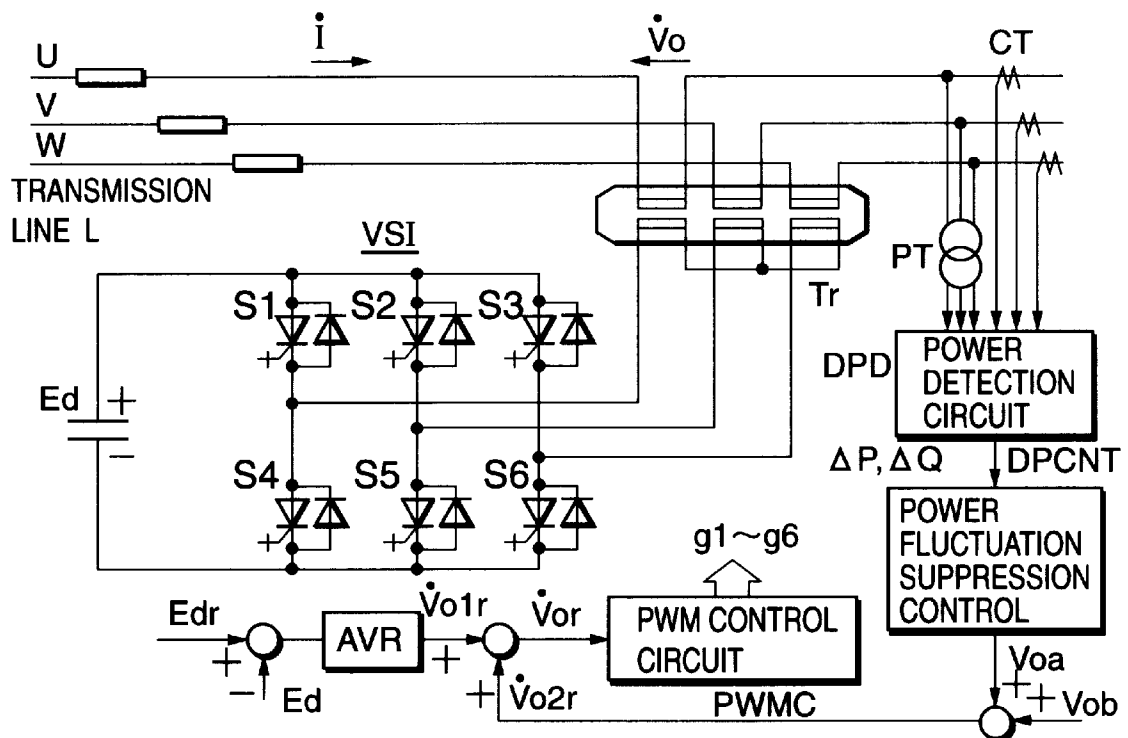 İ
V̇o
CT
U
V
W
TRANSMISSION
LINE L
VSI
PT
Tr
S1
S2
S3
DPD
POWER
DETECTION
CIRCUIT
Ed
+
−
ΔP, ΔQ
DPCNT
S4
S5
S6
POWER
FLUCTUATION
SUPPRESSION
CONTROL
g1~g6
Edr
V̇o1r
V̇or
AVR
PWM CONTROL
CIRCUIT
+
−
Ed
+
+
V̇o2r
PWMC
Voa
+
+
Vob